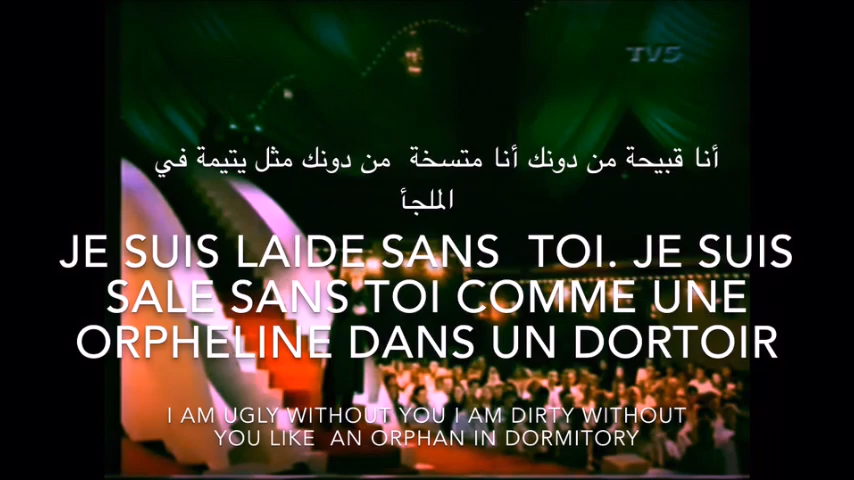 TV5
أنا قبيحة من دونك أنا متسخة من دونك مثل يتيمة في
الملجأ
JE SUIS LAIDE SANS TOI. JE SUIS
SALE SANS TOI COMME UNE
ORPHELINE DANS UN DORTOIR
I AM UGLY WITHOUT YOU I AM DIRTY WITHOUT
YOU LIKE AN ORPHAN IN DORMITORY